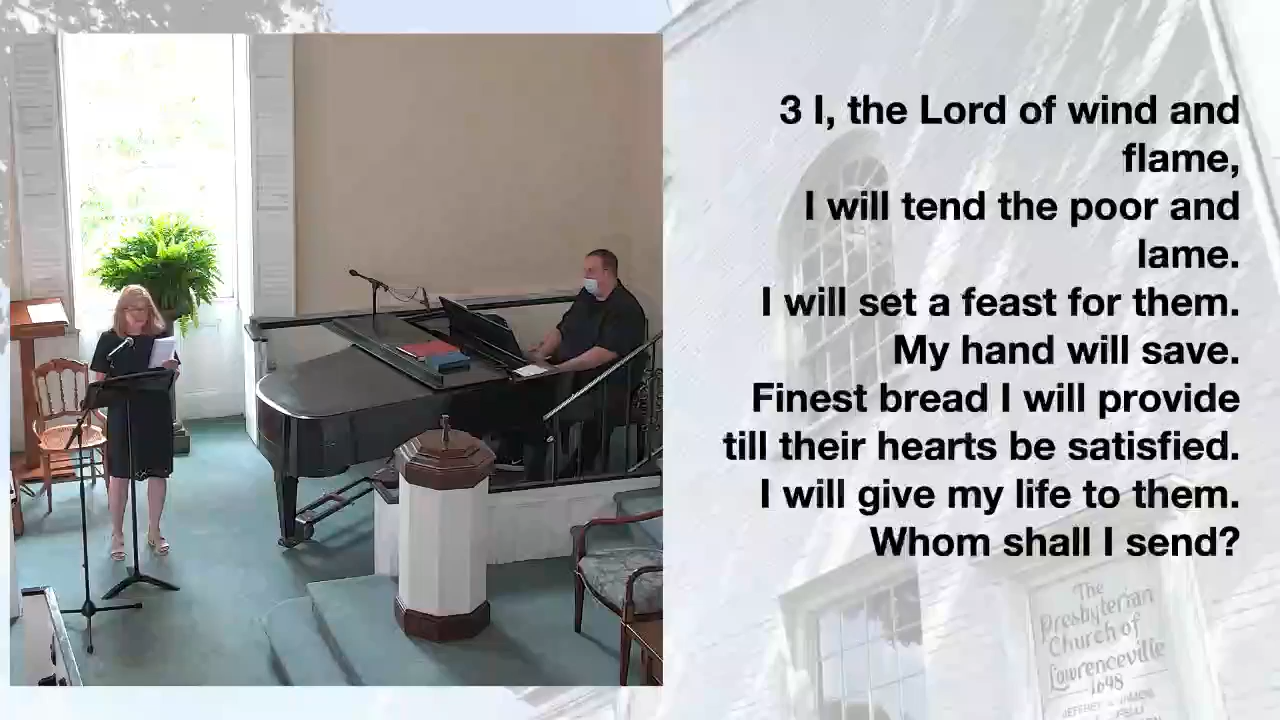 3 I, the Lord of wind and
flame,
I will tend the poor and
lame.
I will set a feast for them.
My hand will save.
Finest bread I will provide
till their hearts be satisfied.
I will give my life to them.
Whom shall I send?
The
Presbyterian
Church of
Lawrenceville
1698